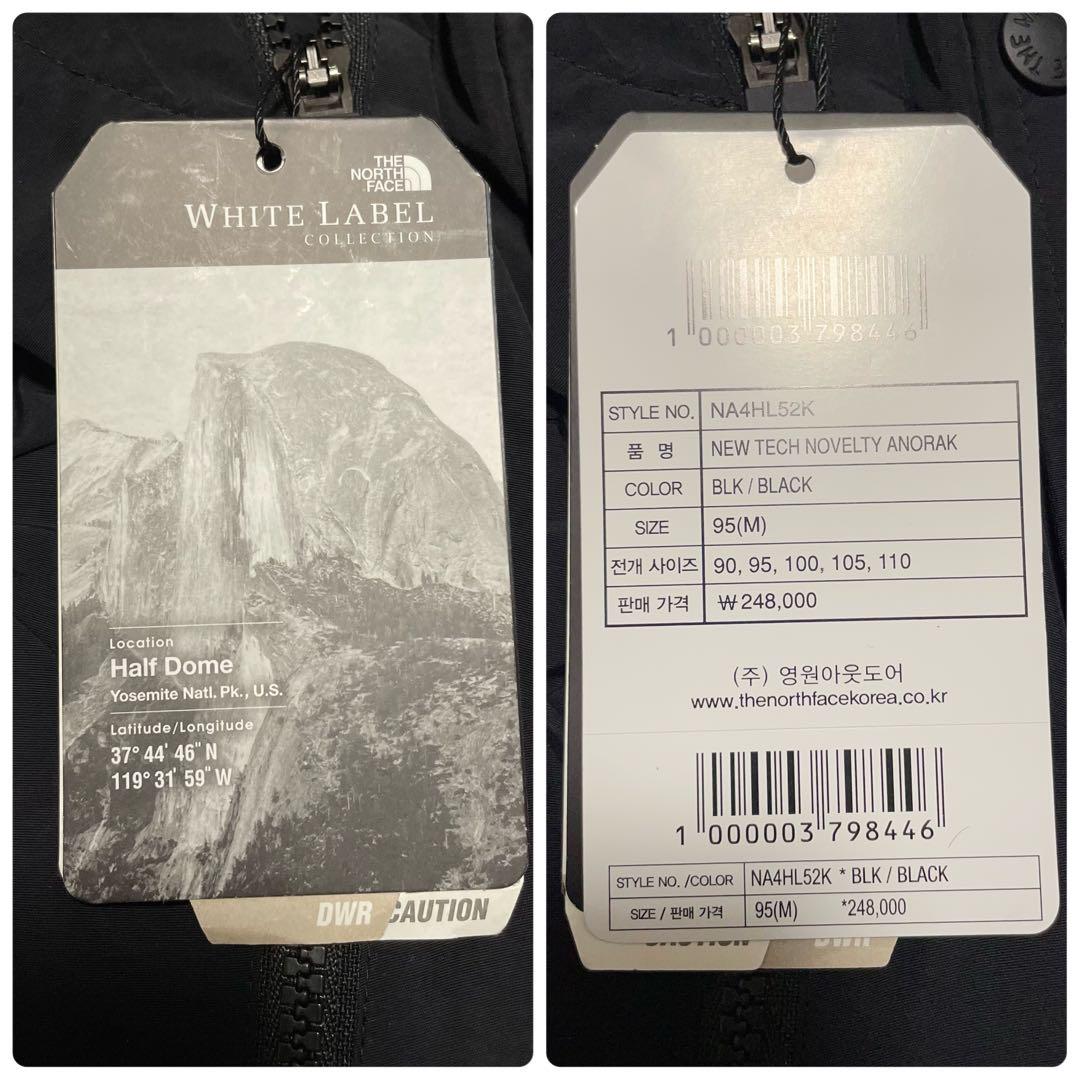 THE
NORTH
FACE
WHITE LABEL
COLLECTION
Location
Half Dome
Yosemite Natl. Pk., U.S.
Latitude/Longitude
37° 44' 46" N
119° 31' 59" W
DWR CAUTION
THE
1 000003 798446
STYLE NO. NA4HL52K
품 명 NEW TECH NOVELTY ANORAK
COLOR BLK / BLACK
SIZE 95(M)
전개 사이즈 90, 95, 100, 105, 110
판매 가격 ₩248,000
(주) 영원아웃도어
www.thenorthfacekorea.co.kr
1 000003 798446
STYLE NO. /COLOR NA4HL52K * BLK / BLACK
SIZE / 판매 가격 95(M) *248,000
CAUTION DWR